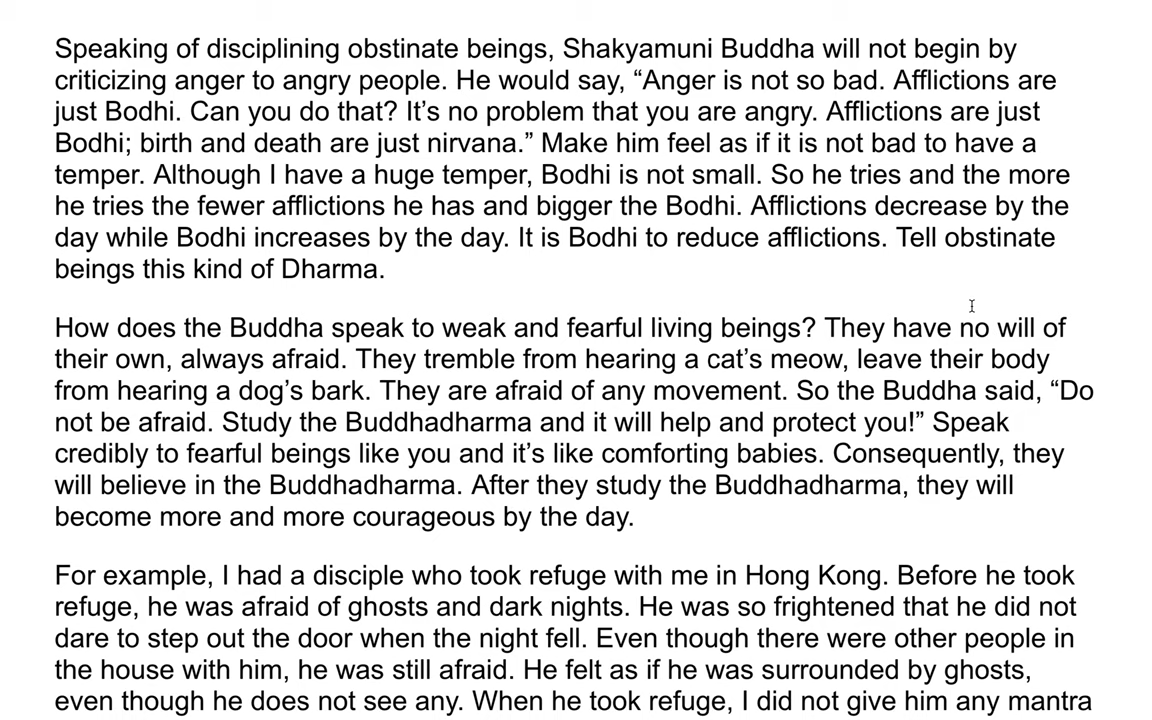 Speaking of disciplining obstinate beings, Shakyamuni Buddha will not begin by
criticizing anger to angry people. He would say, “Anger is not so bad. Afflictions are
just Bodhi. Can you do that? It’s no problem that you are angry. Afflictions are just
Bodhi; birth and death are just nirvana.” Make him feel as if it is not bad to have a
temper. Although I have a huge temper, Bodhi is not small. So he tries and the more
he tries the fewer afflictions he has and bigger the Bodhi. Afflictions decrease by the
day while Bodhi increases by the day. It is Bodhi to reduce afflictions. Tell obstinate
beings this kind of Dharma.
How does the Buddha speak to weak and fearful living beings? They have no will of
their own, always afraid. They tremble from hearing a cat’s meow, leave their body
from hearing a dog’s bark. They are afraid of any movement. So the Buddha said, “Do
not be afraid. Study the Buddhadharma and it will help and protect you!” Speak
credibly to fearful beings like you and it’s like comforting babies. Consequently, they
will believe in the Buddhadharma. After they study the Buddhadharma, they will
become more and more courageous by the day.
For example, I had a disciple who took refuge with me in Hong Kong. Before he took
refuge, he was afraid of ghosts and dark nights. He was so frightened that he did not
dare to step out the door when the night fell. Even though there were other people in
the house with him, he was still afraid. He felt as if he was surrounded by ghosts,
even though he does not see any. When he took refuge, I did not give him any mantra